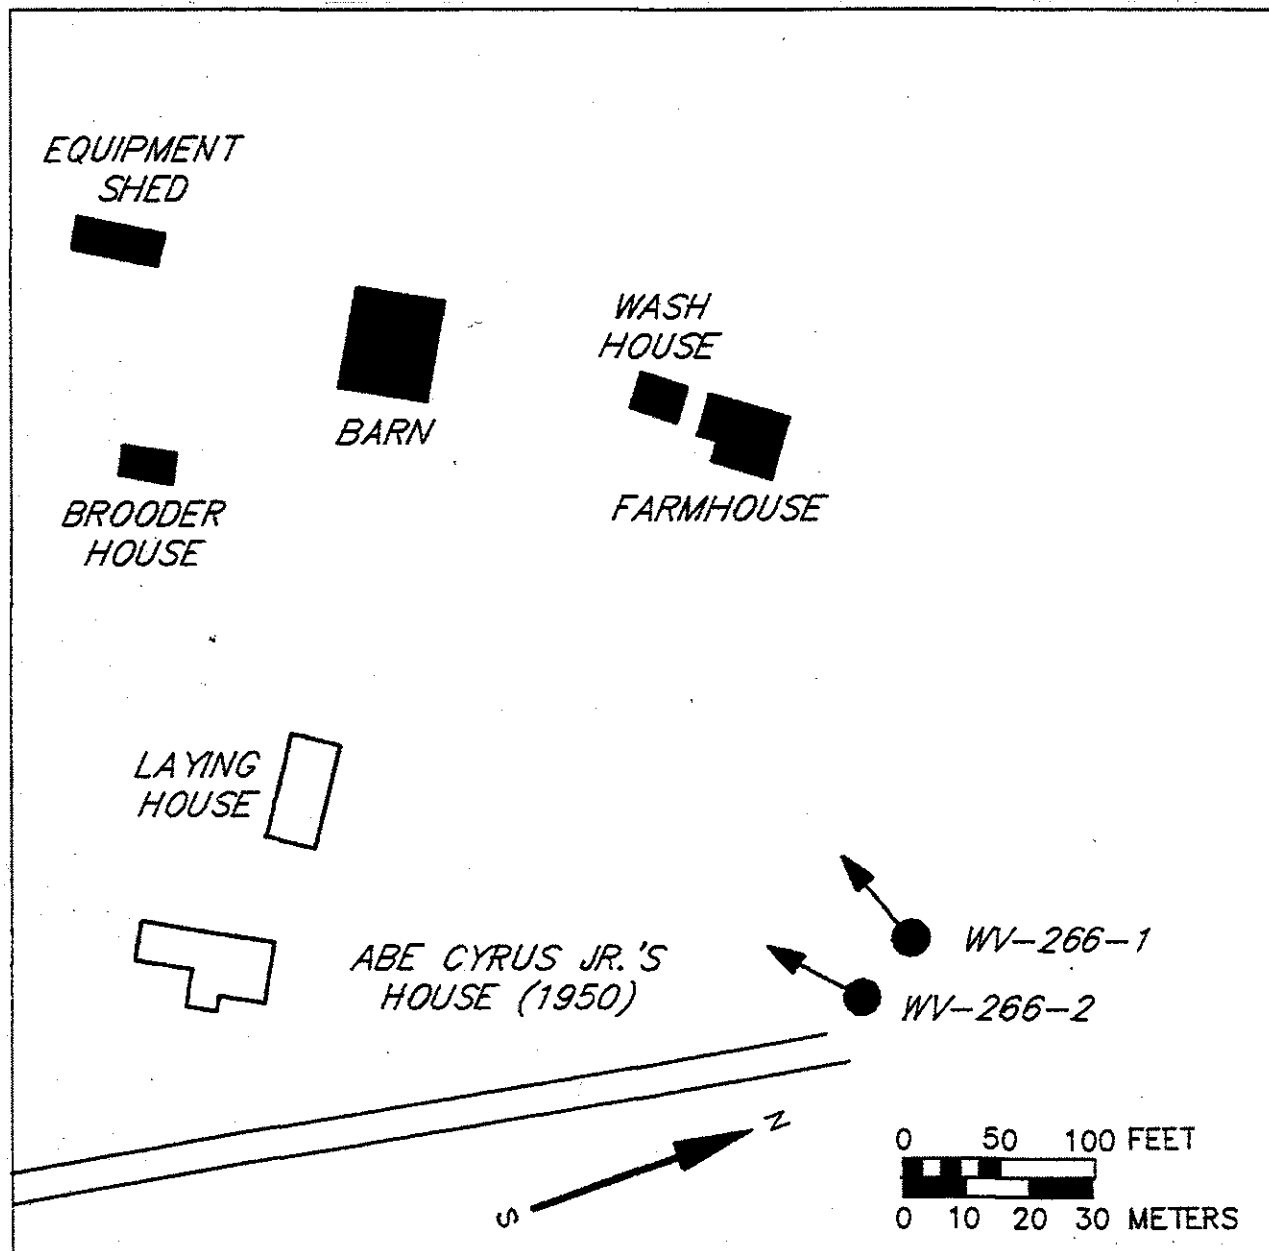 EQUIPMENT
SHED
WASH
HOUSE
BARN
BROODER
HOUSE
FARMHOUSE
LAYING
HOUSE
ABE CYRUS JR.'S
HOUSE (1950)
WV-266-1
WV-266-2
N
S
0 50 100 FEET
0 10 20 30 METERS